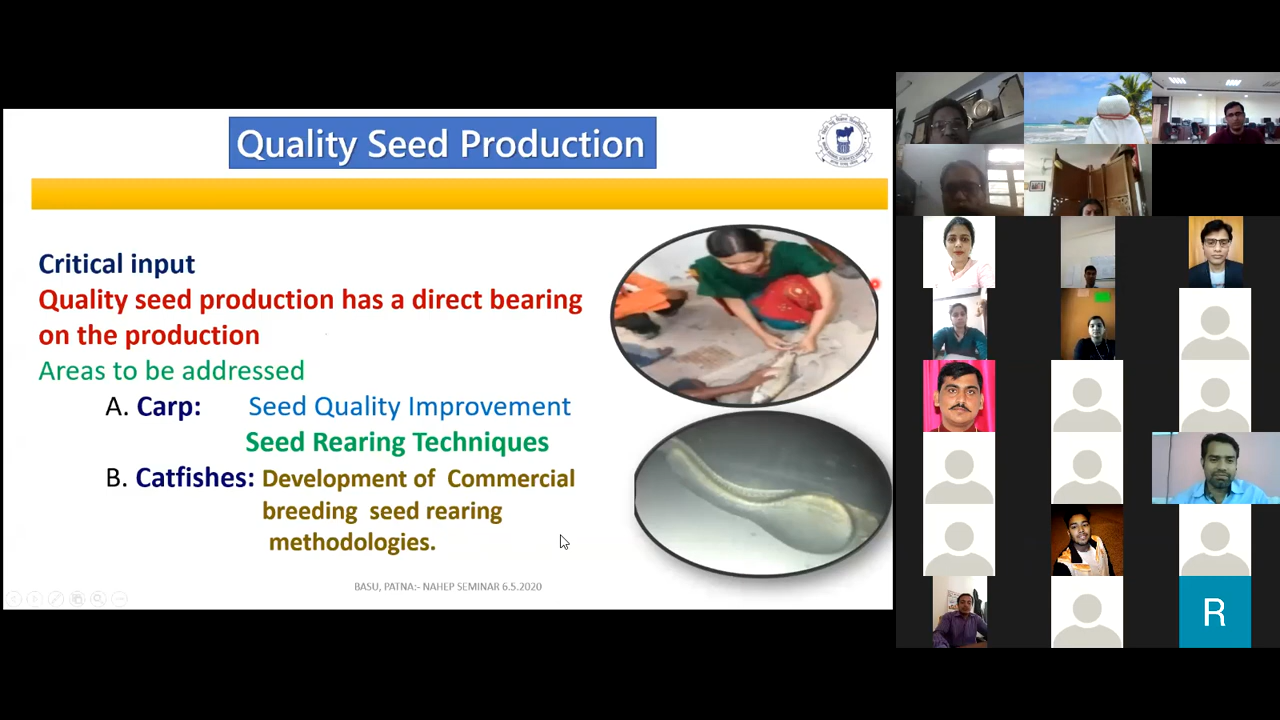 Quality Seed Production
Critical input
Quality seed production has a direct bearing
on the production
Areas to be addressed
A. Carp: Seed Quality Improvement
Seed Rearing Techniques
B. Catfishes: Development of Commercial
breeding seed rearing
methodologies.
BASU, PATNA:- NAHEP SEMINAR 6.5.2020
R